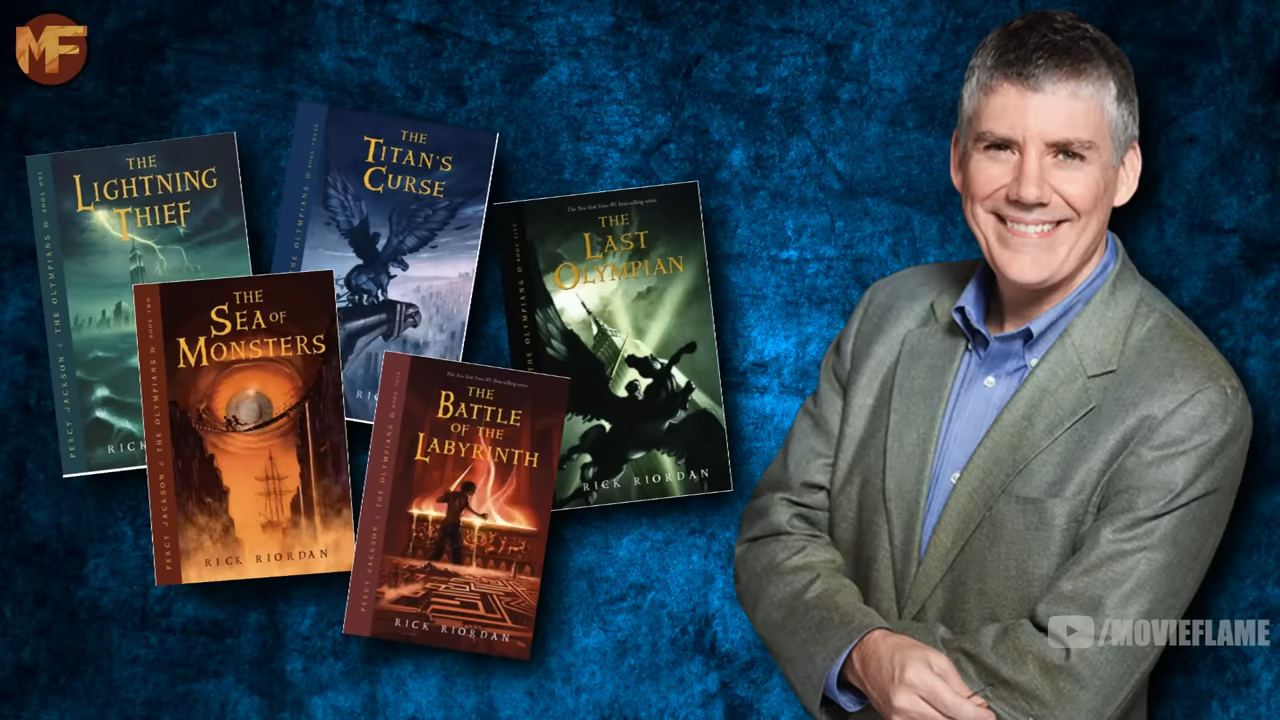 MF
THE
LIGHTNING
THIEF
PERCY JACKSON & THE OLYMPIANS BOOK ONE
RICK
THE
TITAN'S
CURSE
OLYMPIANS BOOK THREE
THE
SEA OF
MONSTERS
PERCY JACKSON & THE OLYMPIANS BOOK TWO
RICK RIORDAN
The New York Times #1 Best-selling series
THE
BATTLE
OF THE
LABYRINTH
PERCY JACKSON & THE OLYMPIANS
RICK RIORDAN
The New York Times #1 Best-selling series
THE
LAST
OLYMPIAN
THE OLYMPIANS BOOK FIVE
RICK RIORDAN
/MOVIEFLAME